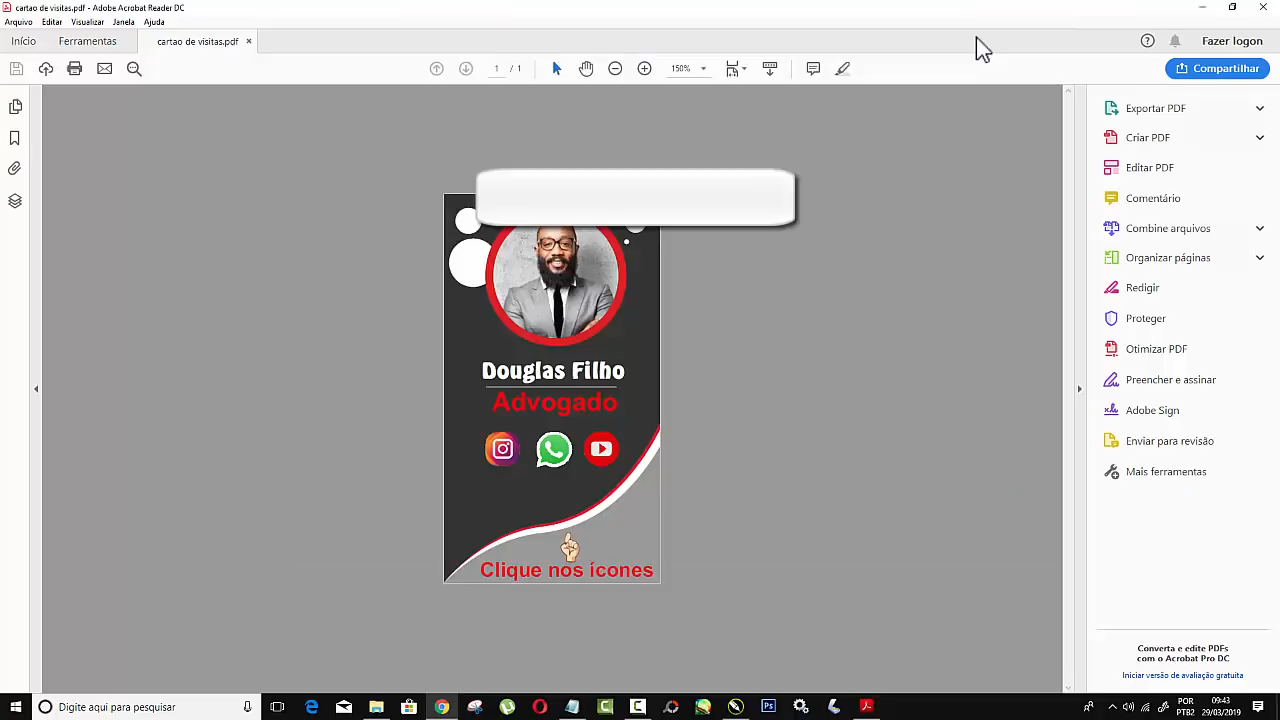 cartao de visitas.pdf - Adobe Acrobat Reader DC
Arquivo Editar Visualizar Janela Ajuda
Início Ferramentas cartao de visitas.pdf × Fazer logon
1 / 1 150% Compartilhar
Exportar PDF
Criar PDF
Editar PDF
Comentário
Combine arquivos
Organizar páginas
Redigir
Proteger
Otimizar PDF
Preencher e assinar
Adobe Sign
Enviar para revisão
Mais ferramentas
Douglas Filho
Advogado
Clique nos ícones
Converta e edite PDFs
com o Acrobat Pro DC
Iniciar versão de avaliação gratuita
Digite aqui para pesquisar
POR 09:43
PTB2 29/03/2019